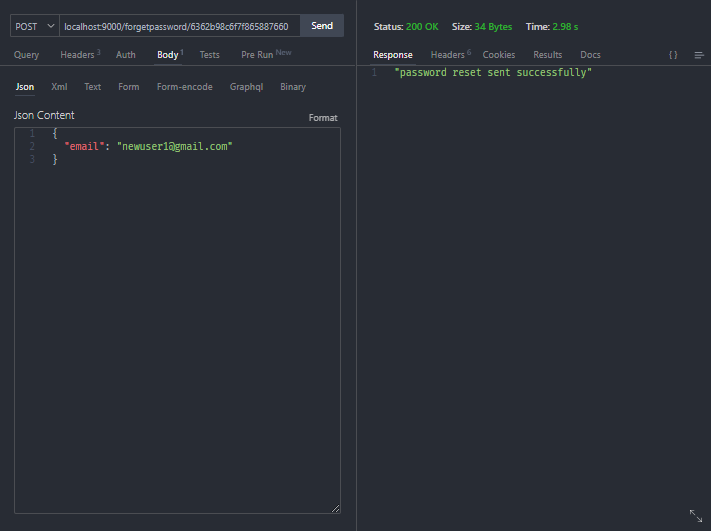 POST localhost:9000/forgetpassword/6362b98c6f7f865887660 Send
Query Headers 3 Auth Body 1 Tests Pre Run New
Json Xml Text Form Form-encode Graphql Binary
Json Content Format
1 {
2 "email": "newuser1@gmail.com"
3 }
Status: 200 OK Size: 34 Bytes Time: 2.98 s
Response Headers 6 Cookies Results Docs { }
1 "password reset sent successfully"